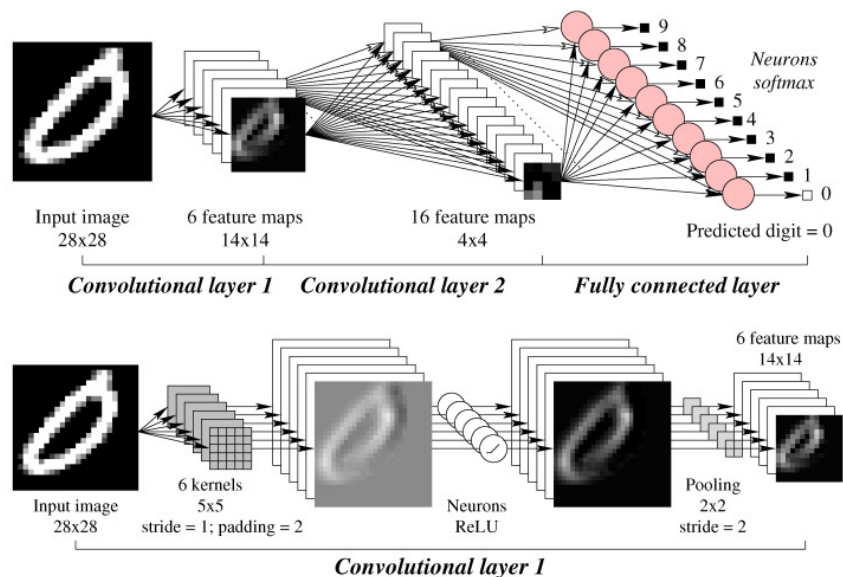 9
8
7
6
5
4
3
2
1
0
Neurons
softmax
Input image
28x28
6 feature maps
14x14
16 feature maps
4x4
Predicted digit = 0
Convolutional layer 1
Convolutional layer 2
Fully connected layer
6 feature maps
14x14
Input image
28x28
6 kernels
5x5
stride = 1; padding = 2
Neurons
ReLU
Pooling
2x2
stride = 2
Convolutional layer 1